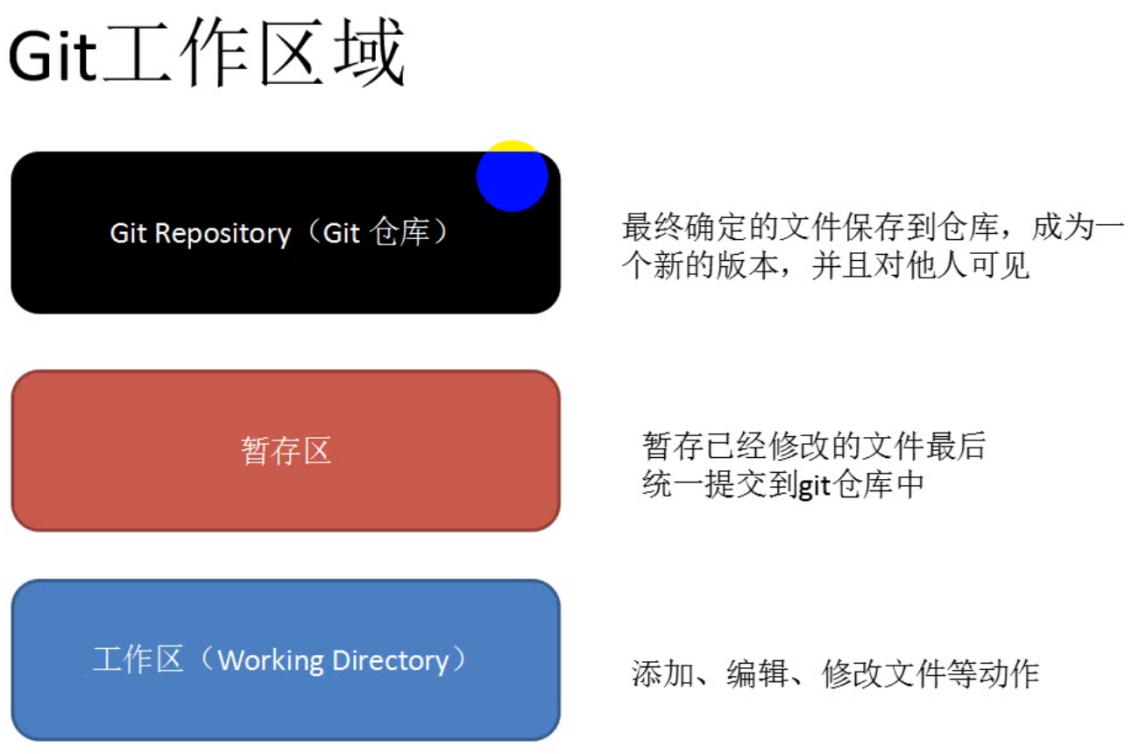 Git工作区域
Git Repository（Git 仓库）
最终确定的文件保存到仓库，成为一
个新的版本，并且对他人可见
暂存区
暂存已经修改的文件最后
统一提交到git仓库中
工作区（Working Directory）
添加、编辑、修改文件等动作